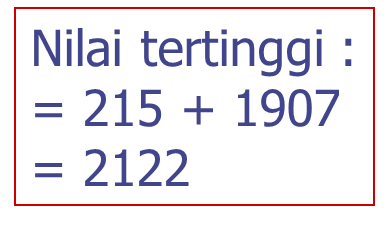 Nilai tertinggi :
= 215 + 1907
= 2122